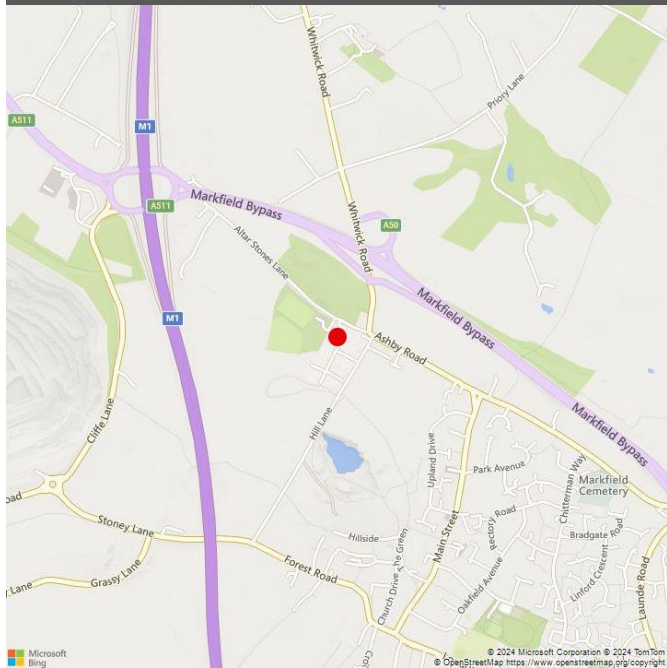 Whitwick Road
Priory Lane
A511
M1
A511
Markfield Bypass
A50
Whitwick Road
Altar Stones Lane
M1
Markfield Bypass
Ashby Road
Cliffe Lane
Hill Lane
Upland Drive
Park Avenue
Markfield Bypass
Chitterman Way
Markfield
Cemetery
oad
Stoney Lane
Rectory Road
Bradgate Road
Hillside
Main Street
The Green
Forest Road
Grassy Lane
Lane
Church Drive
Oakfield Avenue
Linford Crescent
Launde Road
Microsoft
Bing
© 2024 Microsoft Corporation © 2024 TomTom
© OpenStreetMap https://www.openstreetmap.org/copyright